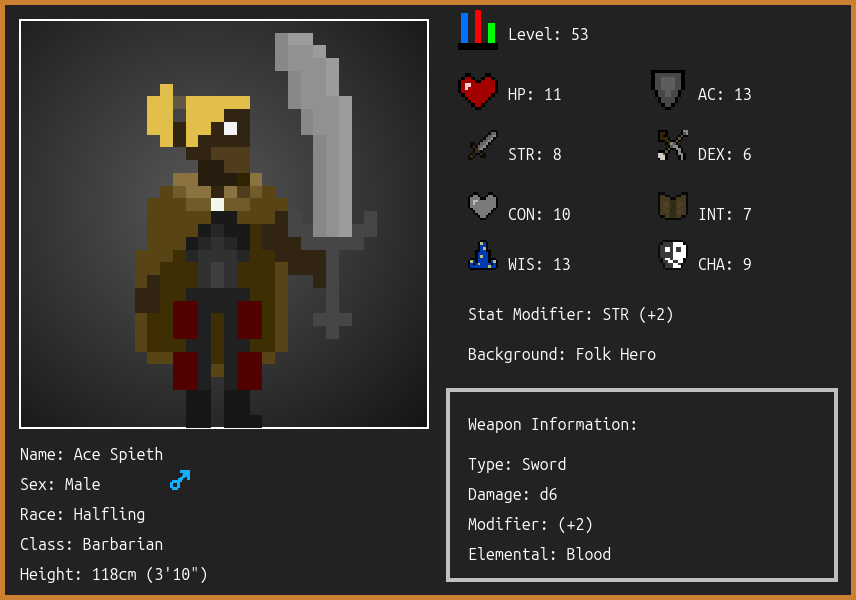 Level: 53
HP: 11
AC: 13
STR: 8
DEX: 6
CON: 10
INT: 7
WIS: 13
CHA: 9
Stat Modifier: STR (+2)
Background: Folk Hero
Weapon Information:
Type: Sword
Damage: d6
Modifier: (+2)
Elemental: Blood
Name: Ace Spieth
Sex: Male
Race: Halfling
Class: Barbarian
Height: 118cm (3'10")